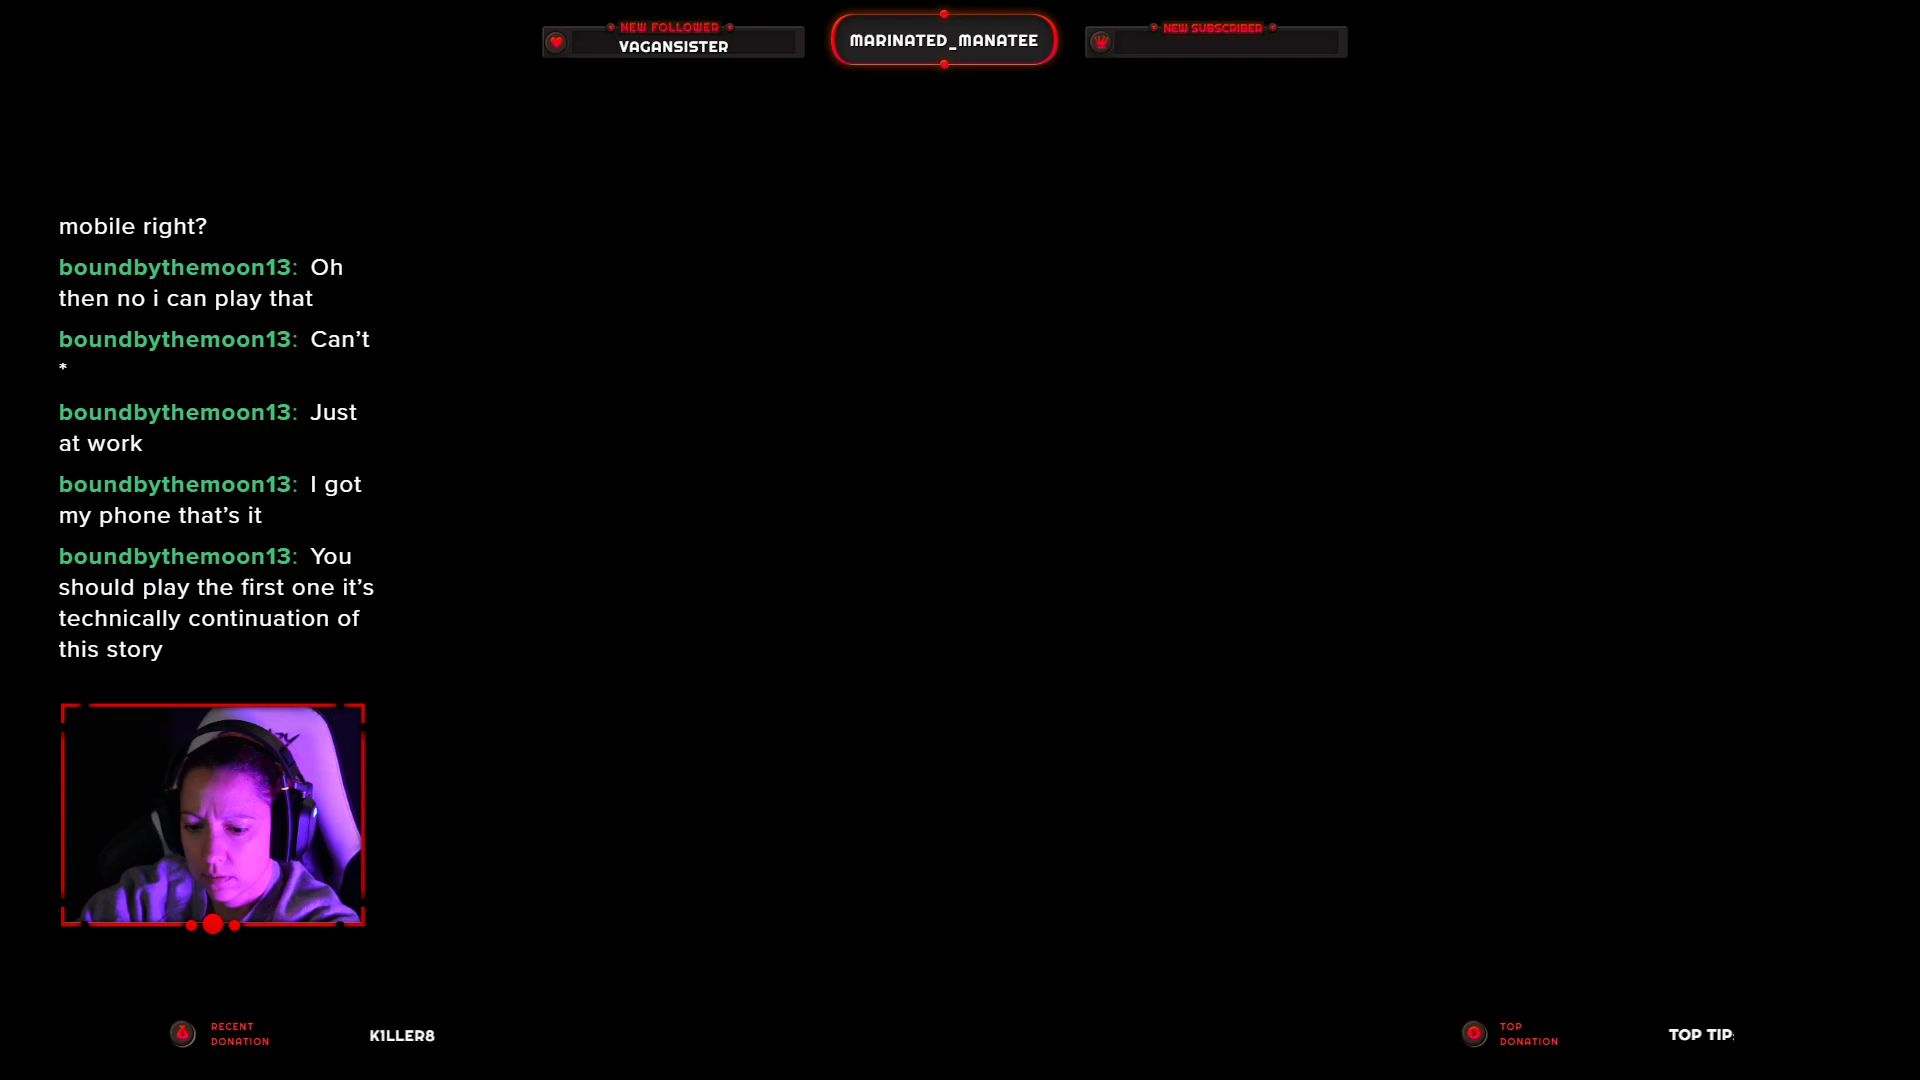 NEW FOLLOWER
VAGANSISTER
MARINATED_MANATEE
NEW SUBSCRIBER
mobile right?
boundbythemoon13: Oh
then no i can play that
boundbythemoon13: Can’t
*
boundbythemoon13: Just
at work
boundbythemoon13: I got
my phone that’s it
boundbythemoon13: You
should play the first one it’s
technically continuation of
this story
RECENT
DONATION
K1LLER8
TOP
DONATION
TOP TIP